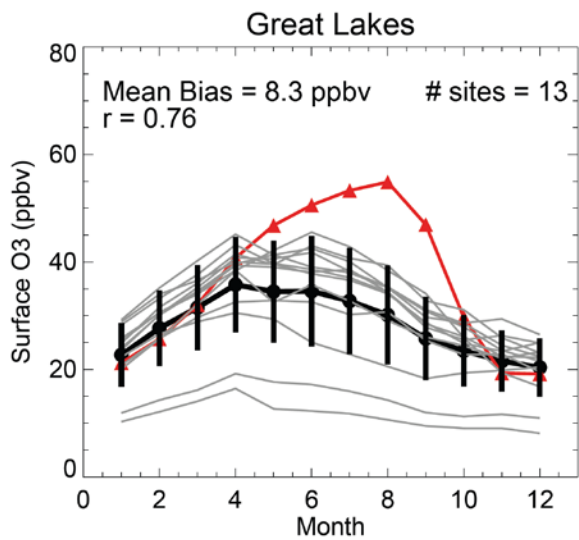 Great Lakes
80
Mean Bias = 8.3 ppbv # sites = 13
r = 0.76
60
Surface O3 (ppbv)
40
20
0
0 2 4 6 8 10 12
Month